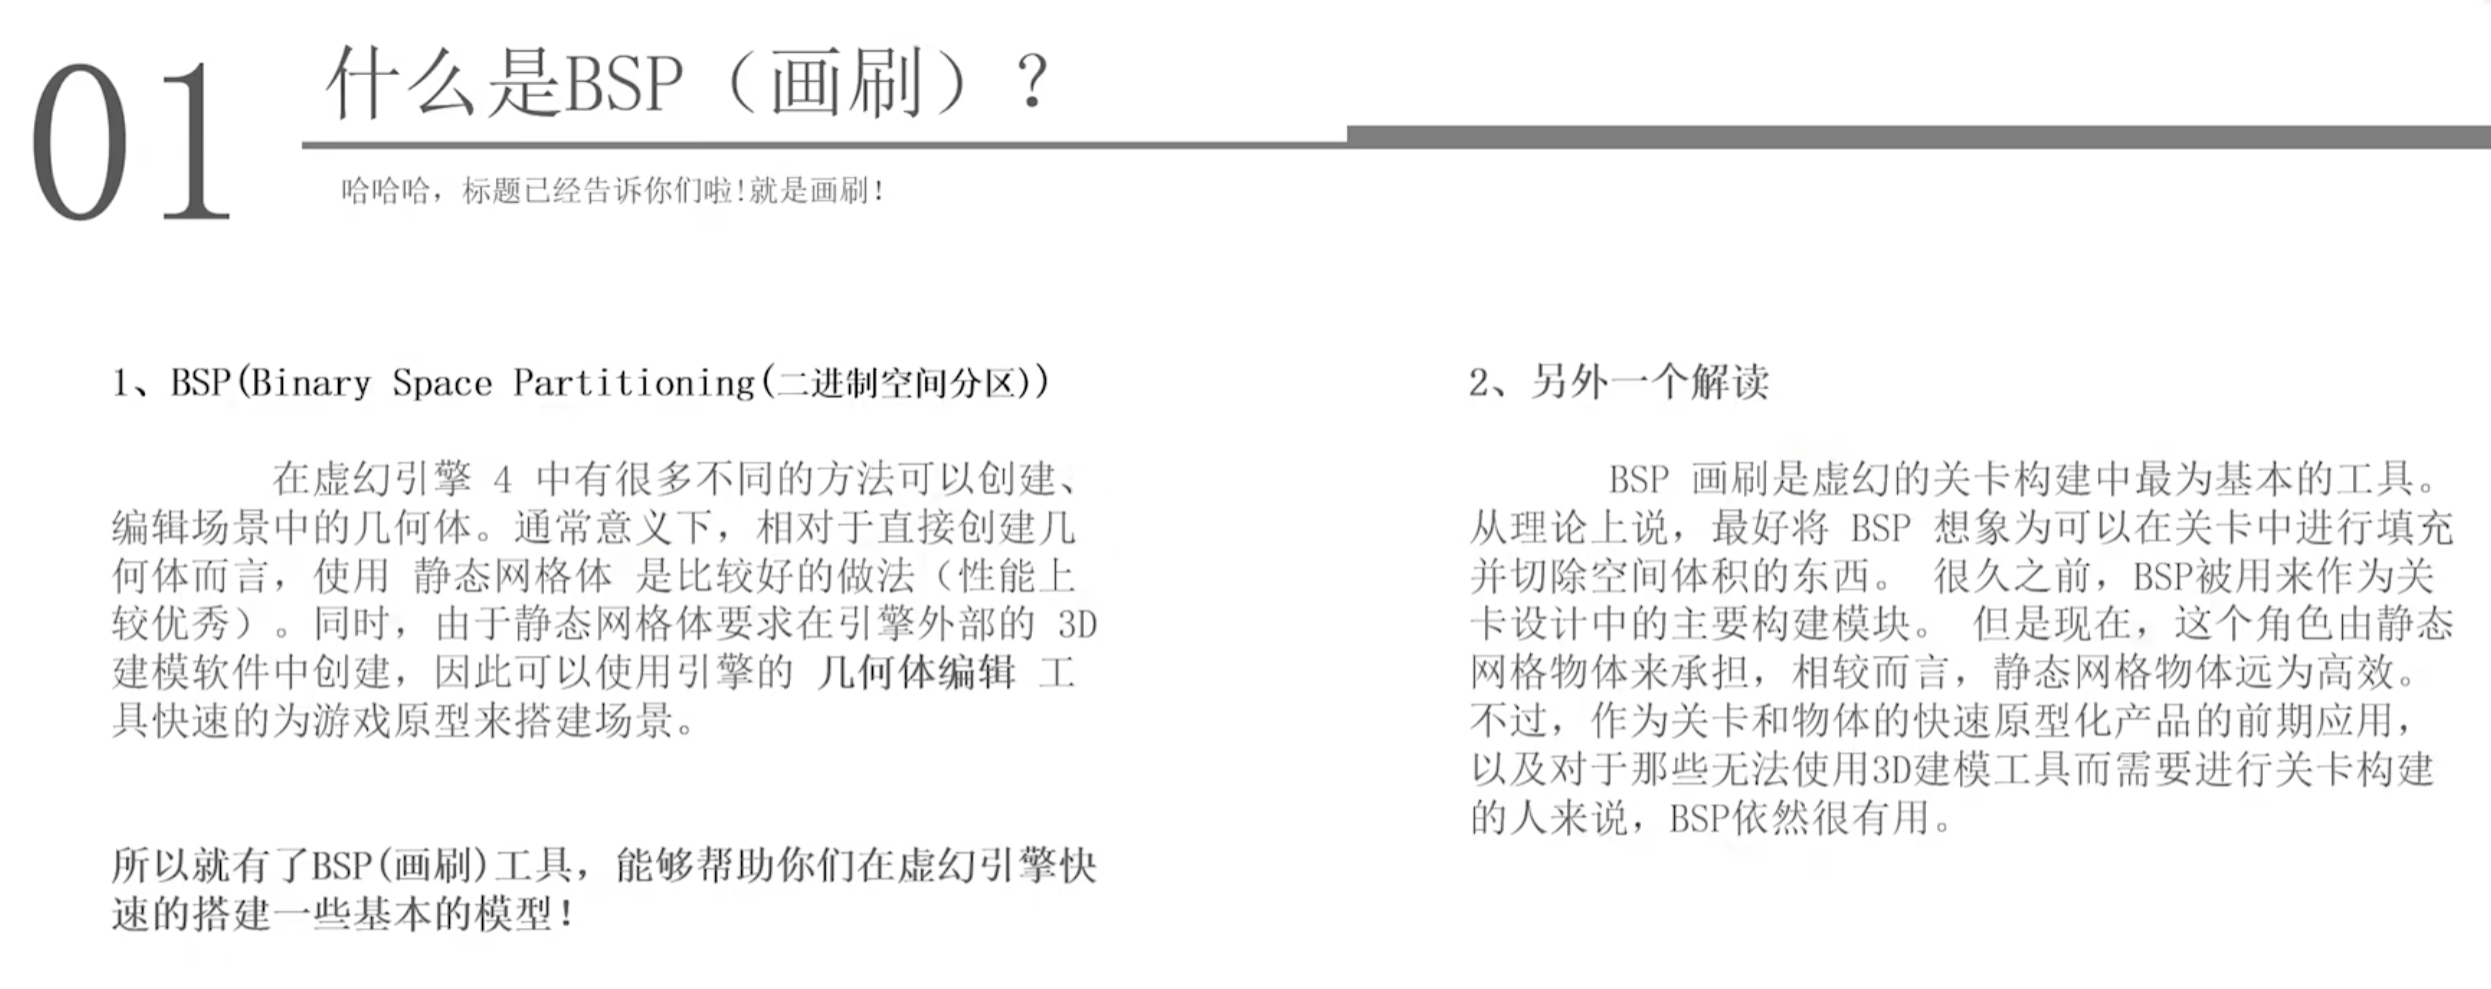 01
什么是BSP（画刷）？
哈哈哈，标题已经告诉你们啦!就是画刷!
1、BSP(Binary Space Partitioning(二进制空间分区))
在虚幻引擎 4 中有很多不同的方法可以创建、
编辑场景中的几何体。通常意义下，相对于直接创建几
何体而言，使用 静态网格体 是比较好的做法（性能上
较优秀）。同时，由于静态网格体要求在引擎外部的 3D
建模软件中创建，因此可以使用引擎的 几何体编辑 工
具快速的为游戏原型来搭建场景。
所以就有了BSP(画刷)工具，能够帮助你们在虚幻引擎快
速的搭建一些基本的模型!
2、另外一个解读
BSP 画刷是虚幻的关卡构建中最为基本的工具。
从理论上说，最好将 BSP 想象为可以在关卡中进行填充
并切除空间体积的东西。 很久之前，BSP被用来作为关
卡设计中的主要构建模块。 但是现在，这个角色由静态
网格物体来承担，相较而言，静态网格物体远为高效。
不过，作为关卡和物体的快速原型化产品的前期应用，
以及对于那些无法使用3D建模工具而需要进行关卡构建
的人来说，BSP依然很有用。